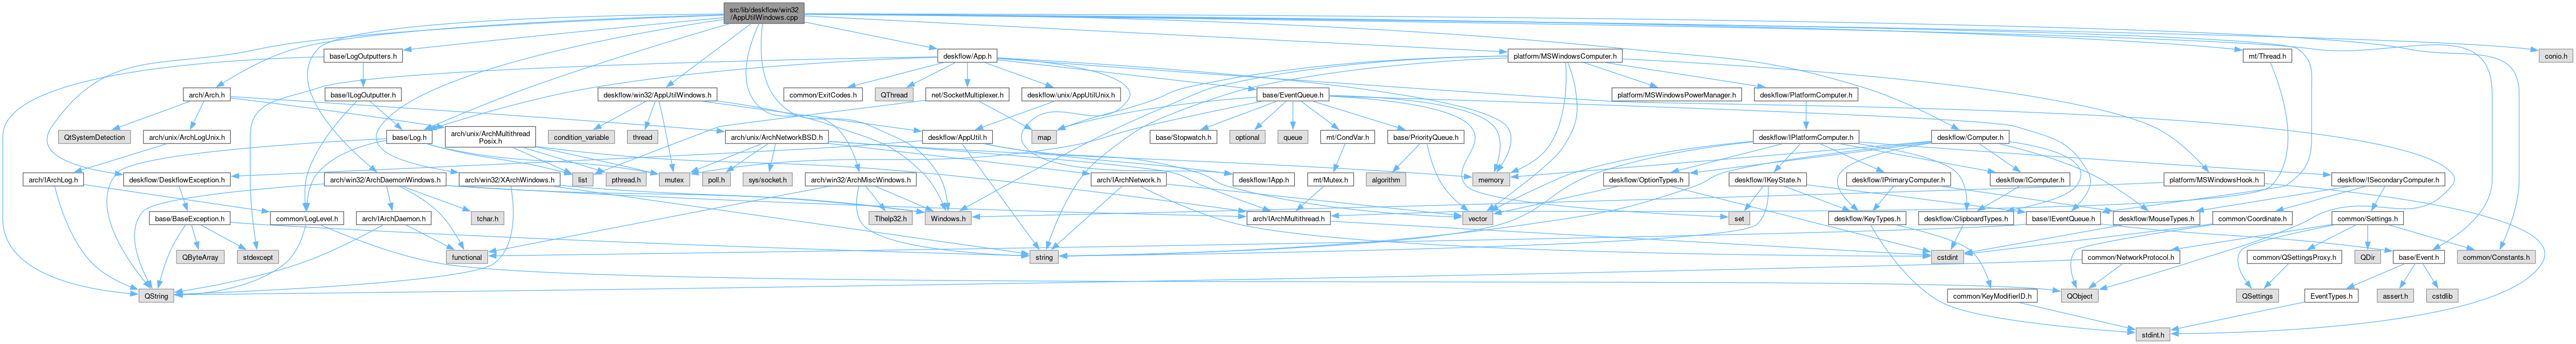 src/lib/deskflow/win32
/AppUtilWindows.cpp
base/LogOutputters.h
deskflow/App.h
platform/MSWindowsComputer.h
mt/Thread.h
conio.h
arch/Arch.h
base/ILogOutputter.h
deskflow/win32/AppUtilWindows.h
common/ExitCodes.h
QThread
net/SocketMultiplexer.h
deskflow/unix/AppUtilUnix.h
base/EventQueue.h
platform/MSWindowsPowerManager.h
deskflow/PlatformComputer.h
QtSystemDetection
arch/unix/ArchLogUnix.h
base/Log.h
arch/unix/ArchMultithread
Posix.h
condition_variable
thread
arch/unix/ArchNetworkBSD.h
deskflow/AppUtil.h
map
base/Stopwatch.h
optional
queue
mt/CondVar.h
base/PriorityQueue.h
deskflow/IPlatformComputer.h
deskflow/Computer.h
arch/IArchLog.h
deskflow/DeskflowException.h
arch/win32/ArchDaemonWindows.h
arch/win32/XArchWindows.h
list
pthread.h
mutex
poll.h
sys/socket.h
arch/win32/ArchMiscWindows.h
arch/IArchNetwork.h
deskflow/IApp.h
mt/Mutex.h
algorithm
memory
deskflow/OptionTypes.h
deskflow/IKeyState.h
deskflow/IPrimaryComputer.h
deskflow/IComputer.h
platform/MSWindowsHook.h
deskflow/ISecondaryComputer.h
base/BaseException.h
common/LogLevel.h
arch/IArchDaemon.h
tchar.h
Tlhelp32.h
Windows.h
arch/IArchMultithread.h
vector
set
deskflow/KeyTypes.h
base/IEventQueue.h
deskflow/ClipboardTypes.h
deskflow/MouseTypes.h
common/Coordinate.h
common/Settings.h
QByteArray
stdexcept
functional
string
cstdint
common/NetworkProtocol.h
common/QSettingsProxy.h
QDir
base/Event.h
common/Constants.h
QString
common/KeyModifierID.h
QObject
QSettings
EventTypes.h
assert.h
cstdlib
stdint.h